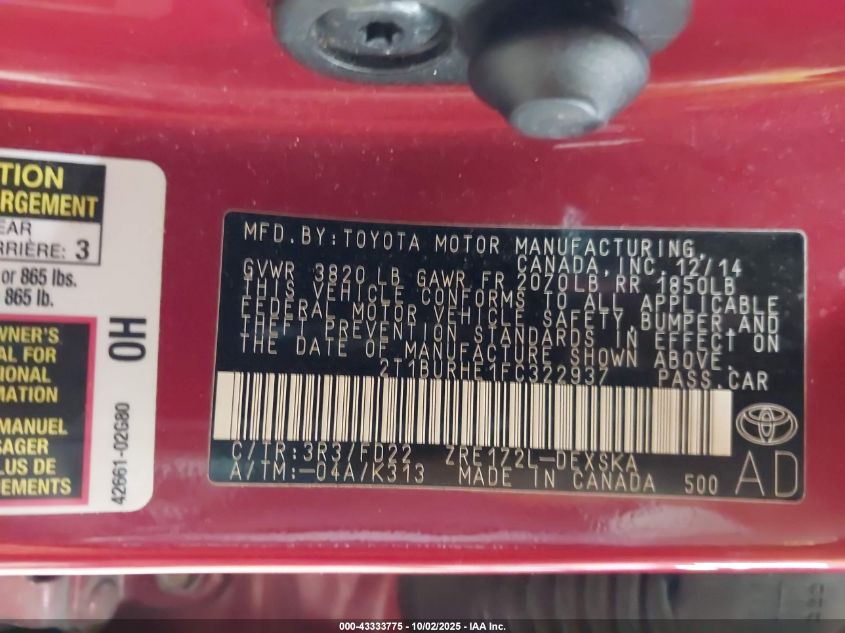 TION
RGEMENT
EAR
RRIÈRE: 3
or 865 lbs.
865 lb.
WNER'S
AL FOR
TIONAL
MATION
MANUEL
SAGER
PLUS DE
EMENTS
OH
42661-02G80
MFD. BY: TOYOTA MOTOR MANUFACTURING,
CANADA, INC. 12/14
GVWR 3820 LB GAWR FR 2070LB RR 1850LB
THIS VEHICLE CONFORMS TO ALL APPLICABLE
FEDERAL MOTOR VEHICLE SAFETY, BUMPER, AND
THEFT PREVENTION STANDARDS IN EFFECT ON
THE DATE OF MANUFACTURE SHOWN ABOVE.
2T1BURHE1FC322937 PASS. CAR
C/TR: 3R3/FD22 ZRE172L-DEXSKA
A/TM: -04A/K313 MADE IN CANADA 500
AD
000-43333775 - 10/02/2025 - IAA Inc.